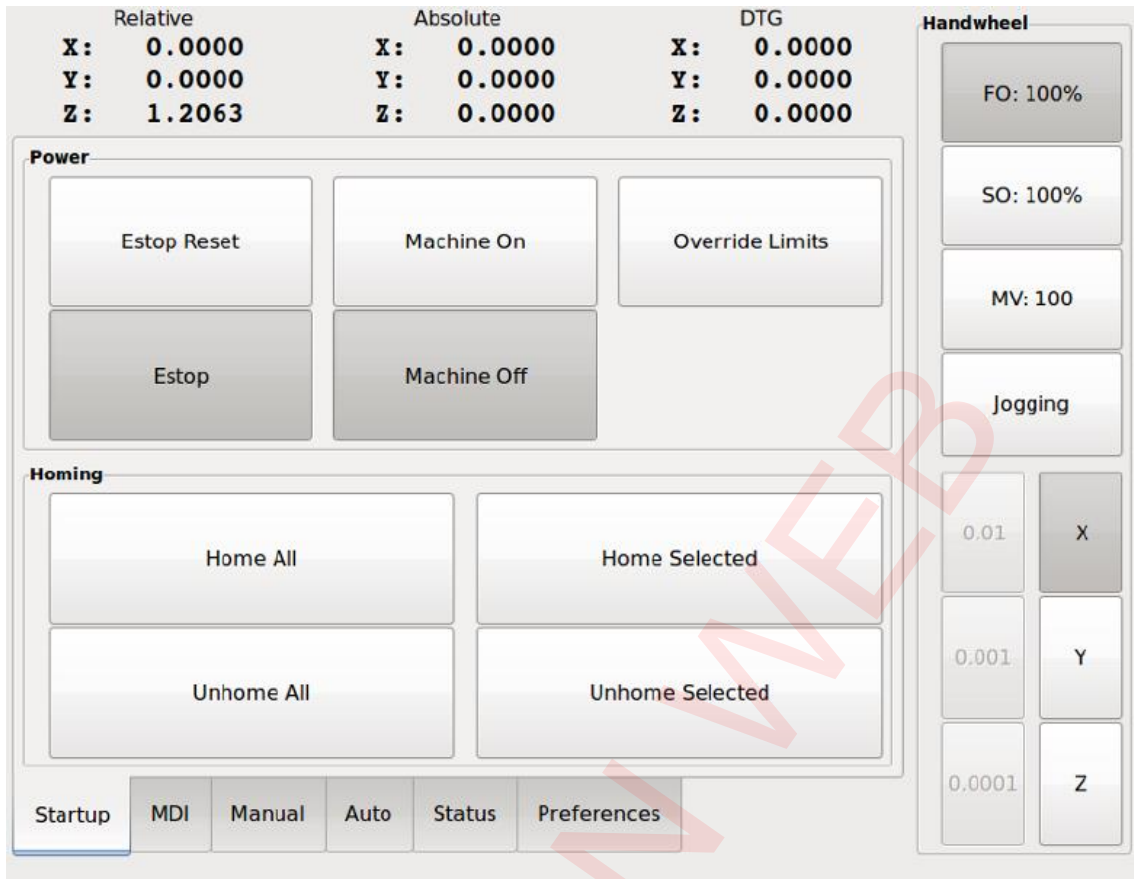 Relative Absolute DTG
X: 0.0000 X: 0.0000 X: 0.0000
Y: 0.0000 Y: 0.0000 Y: 0.0000
Z: 1.2063 Z: 0.0000 Z: 0.0000
Power
Estop Reset Machine On Override Limits
Estop Machine Off
Homing
Home All Home Selected
Unhome All Unhome Selected
Startup MDI Manual Auto Status Preferences
Handwheel
FO: 100%
SO: 100%
MV: 100
Jogging
0.01 X
0.001 Y
0.0001 Z
WEB